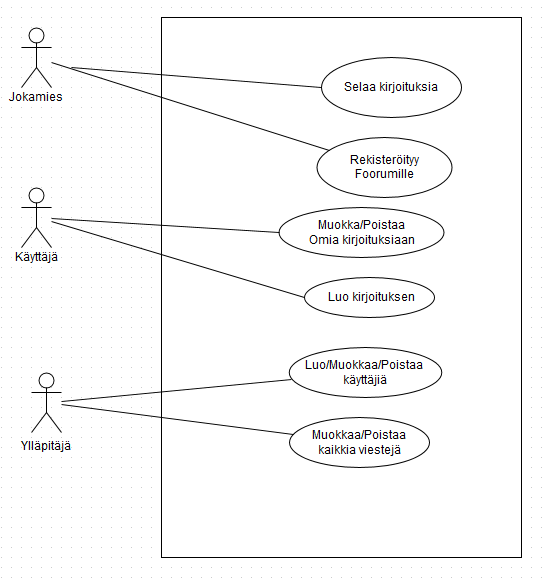 Jokamies
Selaa kirjoituksia
Rekisteröityy
Foorumille
Käyttäjä
Muokka/Poistaa
Omia kirjoituksiaan
Luo kirjoituksen
Ylläpitäjä
Luo/Muokkaa/Poistaa
käyttäjiä
Muokkaa/Poistaa
kaikkia viestejä